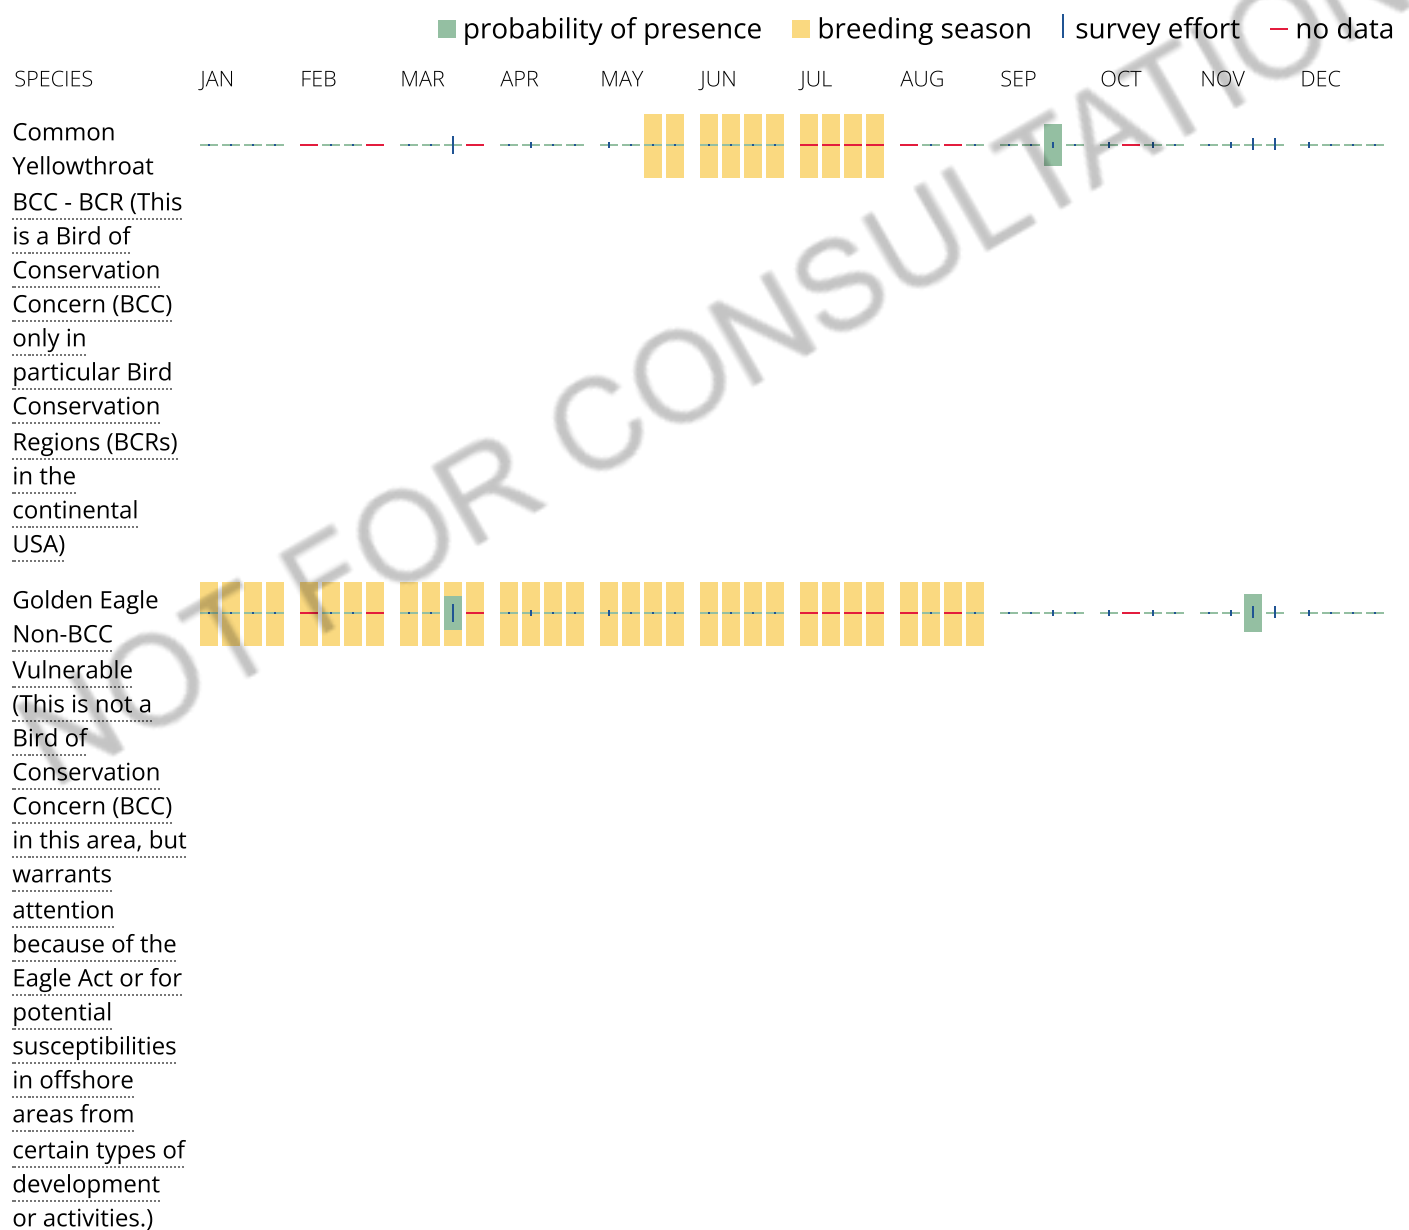 probability of presence breeding season survey effort no data
SPECIES JAN FEB MAR APR MAY JUN JUL AUG SEP OCT NOV DEC
Common
Yellowthroat
BCC - BCR (This
is a Bird of
Conservation
Concern (BCC)
only in
particular Bird
Conservation
Regions (BCRs)
in the
continental
USA)
Golden Eagle
Non-BCC
Vulnerable
(This is not a
Bird of
Conservation
Concern (BCC)
in this area, but
warrants
attention
because of the
Eagle Act or for
potential
susceptibilities
in offshore
areas from
certain types of
development
or activities.)
NOT FOR CONSULTATION